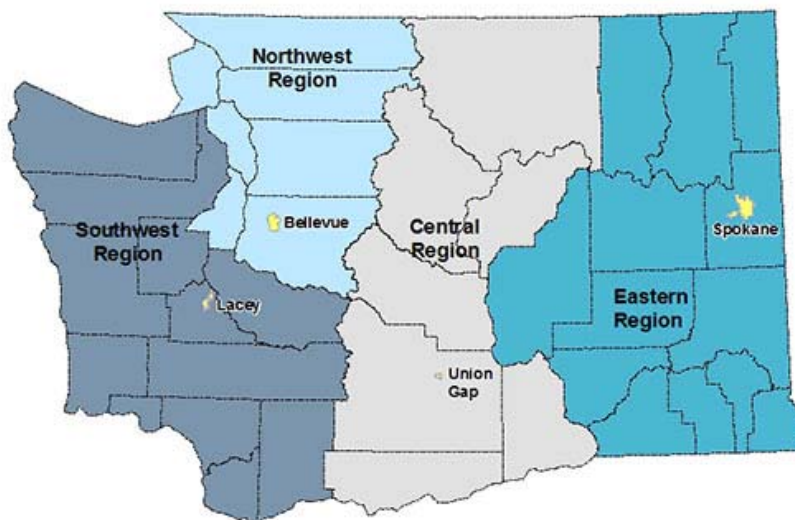 Northwest
Region
Southwest
Region
Bellevue
Central
Region
Spokane
Lacey
Eastern
Region
Union
Gap